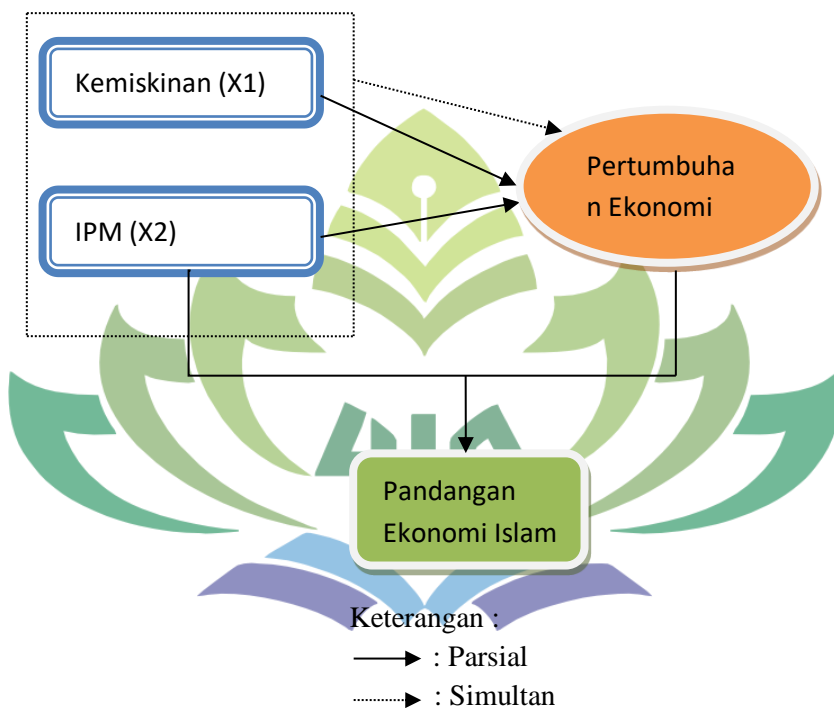 Kemiskinan (X1)
IPM (X2)
Pertumbuha
n Ekonomi
Pandangan
Ekonomi Islam
Keterangan :
: Parsial
: Simultan